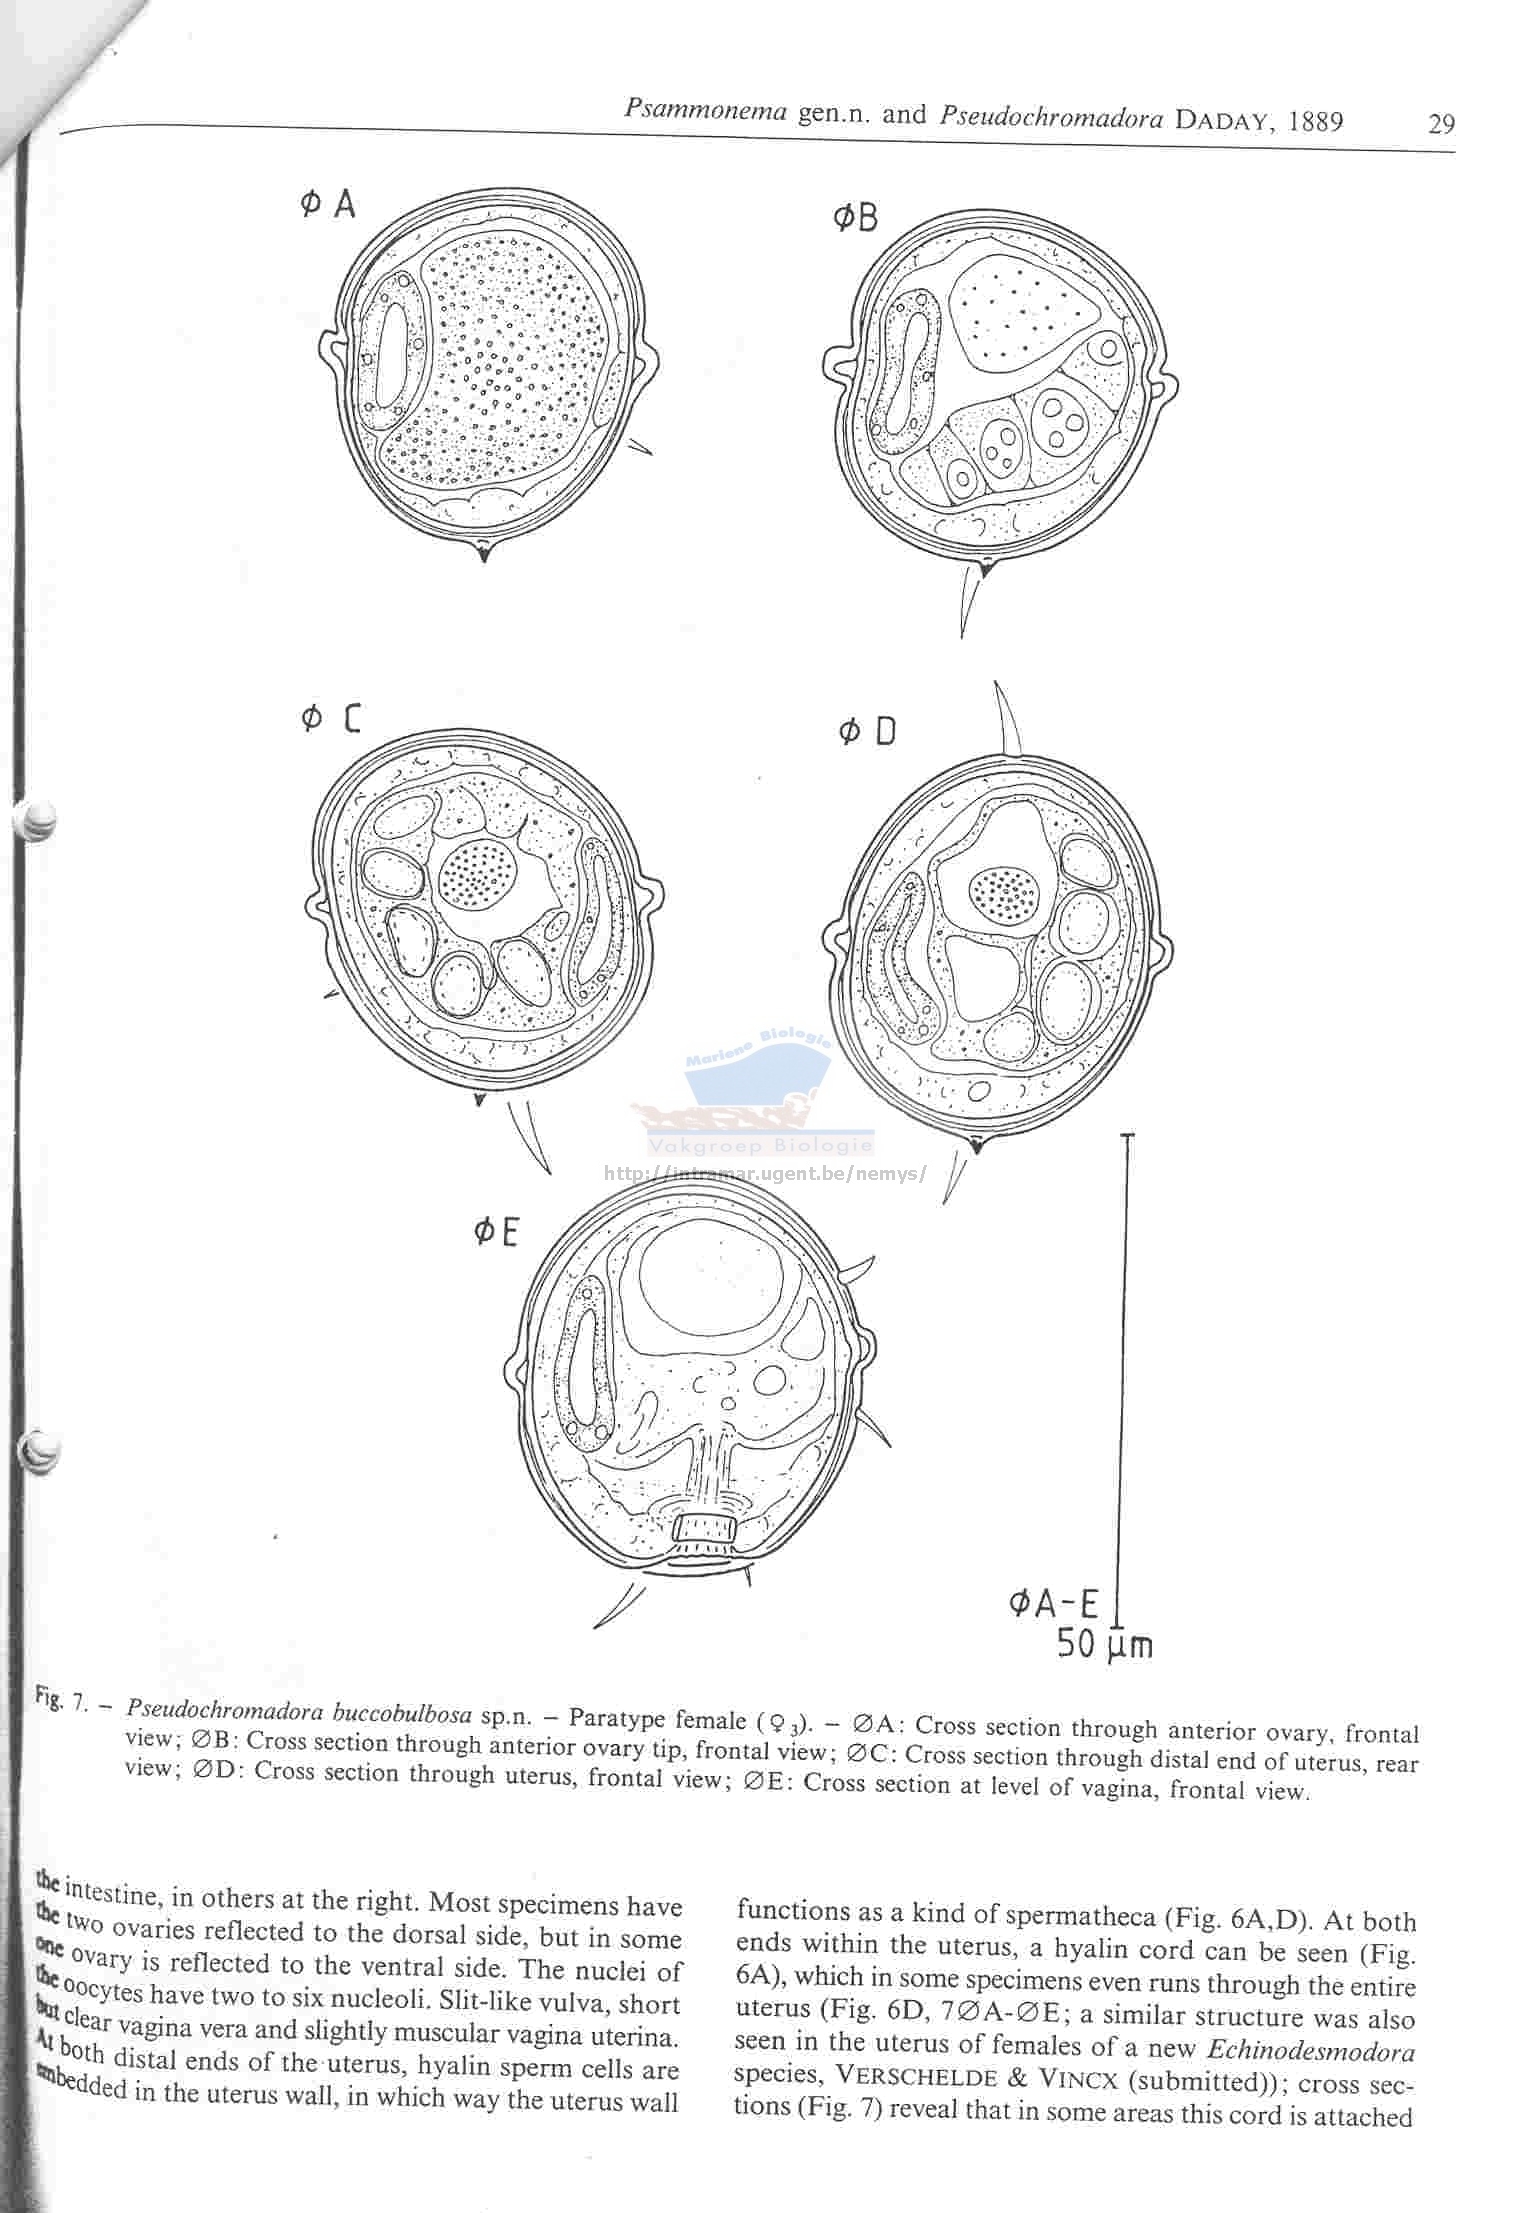 Psammonema gen.n. and Pseudochromadora DADAY, 1889 29
ϕ A
ϕB
ϕ C
ϕ D
Mariene Biologie
Vakgroep Biologie
http://intramar.ugent.be/nemys/
ϕE
ϕA-E
50 µm
Fig. 7. – Pseudochromadora buccobulbosa sp.n. – Paratype female (♀3). – ∅A: Cross section through anterior ovary, frontal
view; ∅B: Cross section through anterior ovary tip, frontal view; ∅C: Cross section through distal end of uterus, rear
view; ∅D: Cross section through uterus, frontal view; ∅E: Cross section at level of vagina, frontal view.
the intestine, in others at the right. Most specimens have
the two ovaries reflected to the dorsal side, but in some
one ovary is reflected to the ventral side. The nuclei of
the oocytes have two to six nucleoli. Slit-like vulva, short
but clear vagina vera and slightly muscular vagina uterina.
At both distal ends of the uterus, hyalin sperm cells are
embedded in the uterus wall, in which way the uterus wall
functions as a kind of spermatheca (Fig. 6A,D). At both
ends within the uterus, a hyalin cord can be seen (Fig.
6A), which in some specimens even runs through the entire
uterus (Fig. 6D, 7∅A-∅E; a similar structure was also
seen in the uterus of females of a new Echinodesmodora
species, VERSCHELDE & VINCX (submitted)); cross sec-
tions (Fig. 7) reveal that in some areas this cord is attached